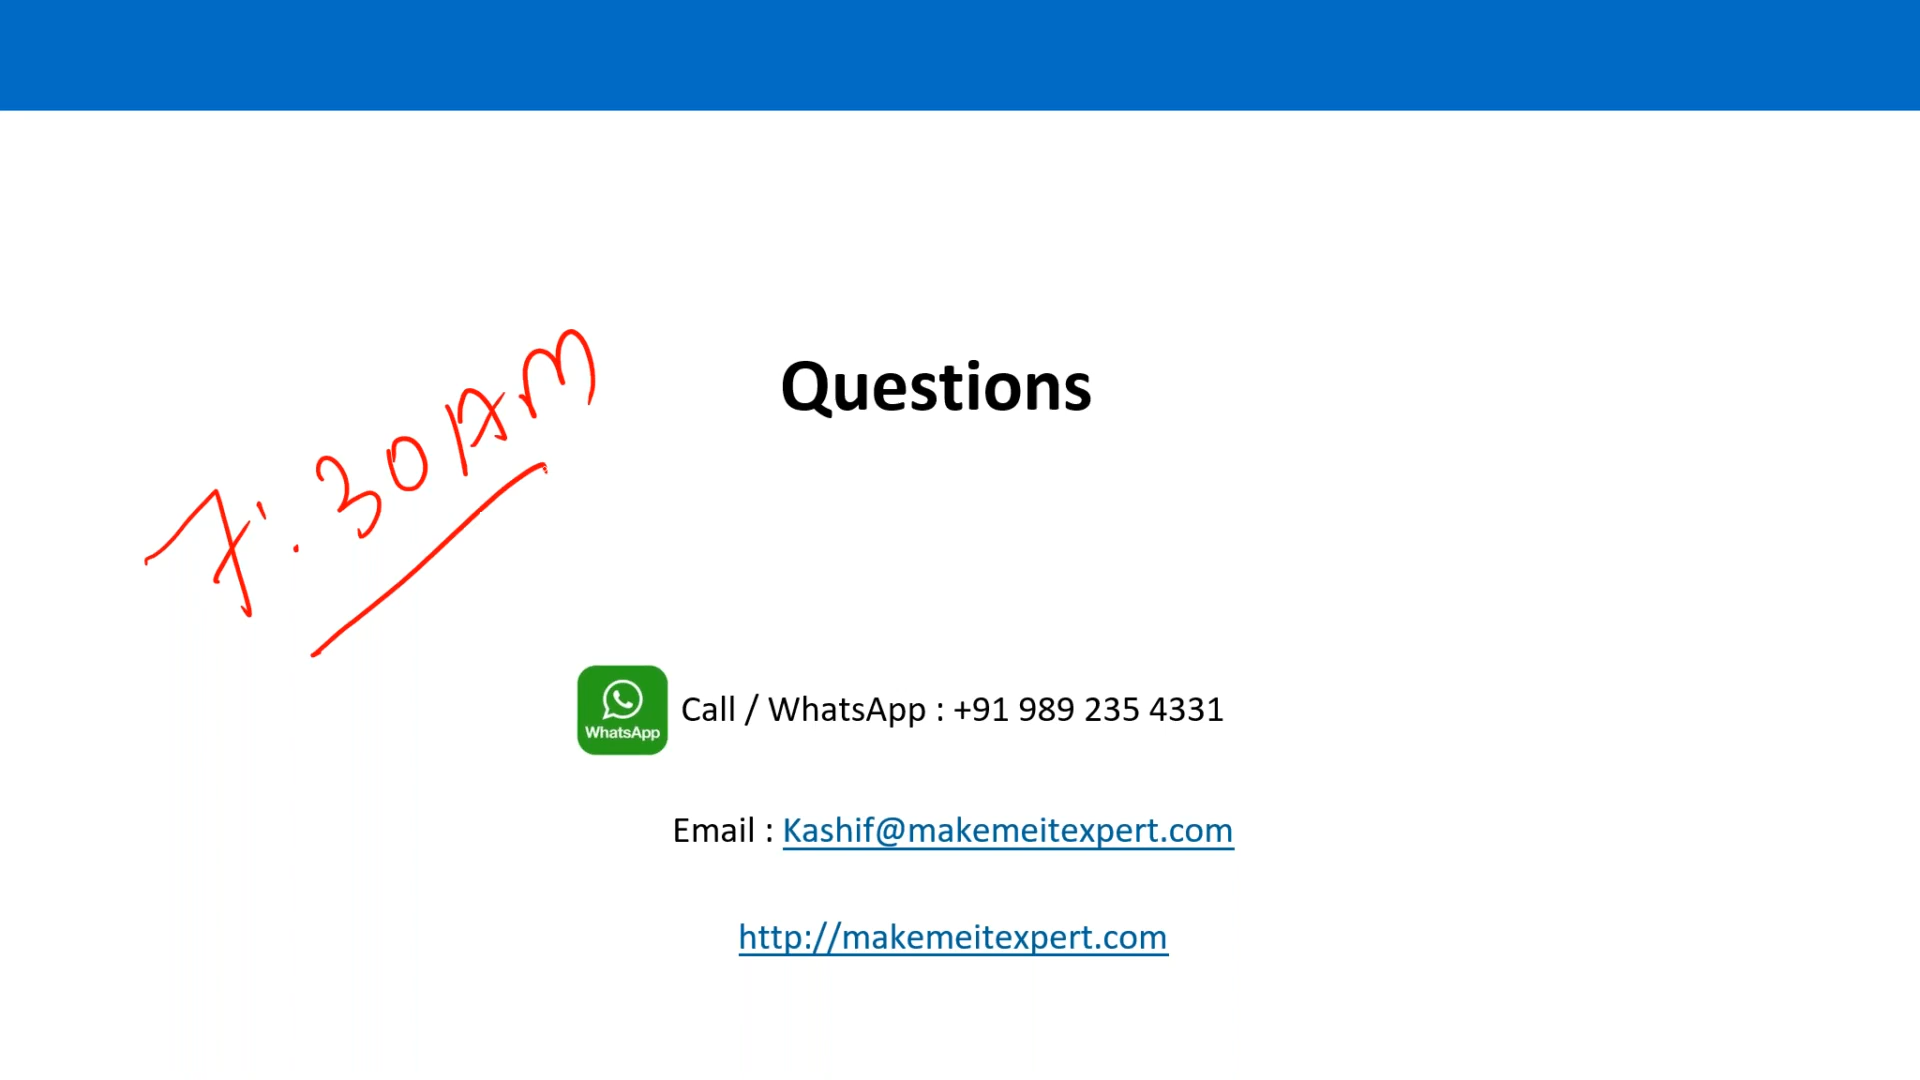 Questions
7:30AM
WhatsApp
Call / WhatsApp : +91 989 235 4331
Email : Kashif@makemeitexpert.com
http://makemeitexpert.com